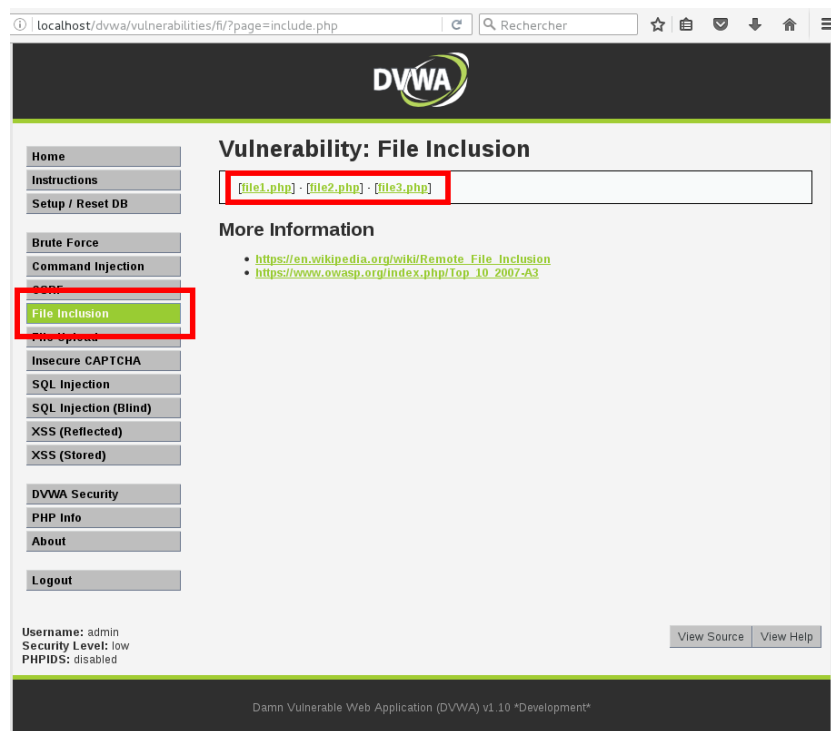 localhost/dvwa/vulnerabilities/fi/?page=include.php
Rechercher
DVWA
Home
Instructions
Setup / Reset DB
Brute Force
Command Injection
CSRF
File Inclusion
File Upload
Insecure CAPTCHA
SQL Injection
SQL Injection (Blind)
XSS (Reflected)
XSS (Stored)
DVWA Security
PHP Info
About
Logout
Vulnerability: File Inclusion
[file1.php] - [file2.php] - [file3.php]
More Information
https://en.wikipedia.org/wiki/Remote_File_Inclusion
https://www.owasp.org/index.php/Top_10_2007-A3
Username: admin
Security Level: low
PHPIDS: disabled
View Source
View Help
Damn Vulnerable Web Application (DVWA) v1.10 *Development*